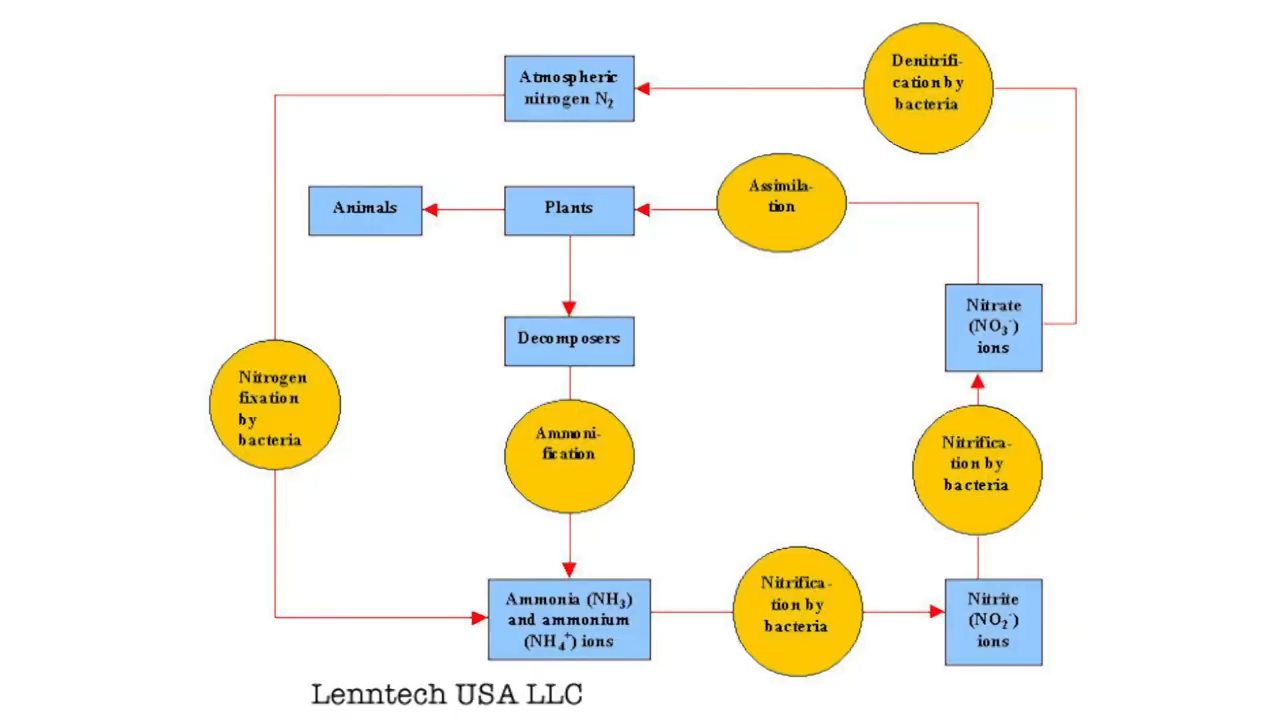 Atmospheric
nitrogen N₂
Denitrifi-
cation by
bacteria
Animals
Plants
Assimila-
tion
Decomposers
Nitrate
(NO₃⁻)
ions
Nitrogen
fixation
by
bacteria
Ammoni-
fication
Nitrifica-
tion by
bacteria
Ammonia (NH₃)
and ammonium
(NH₄⁺) ions
Nitrifica-
tion by
bacteria
Nitrite
(NO₂⁻)
ions
Lenntech USA LLC